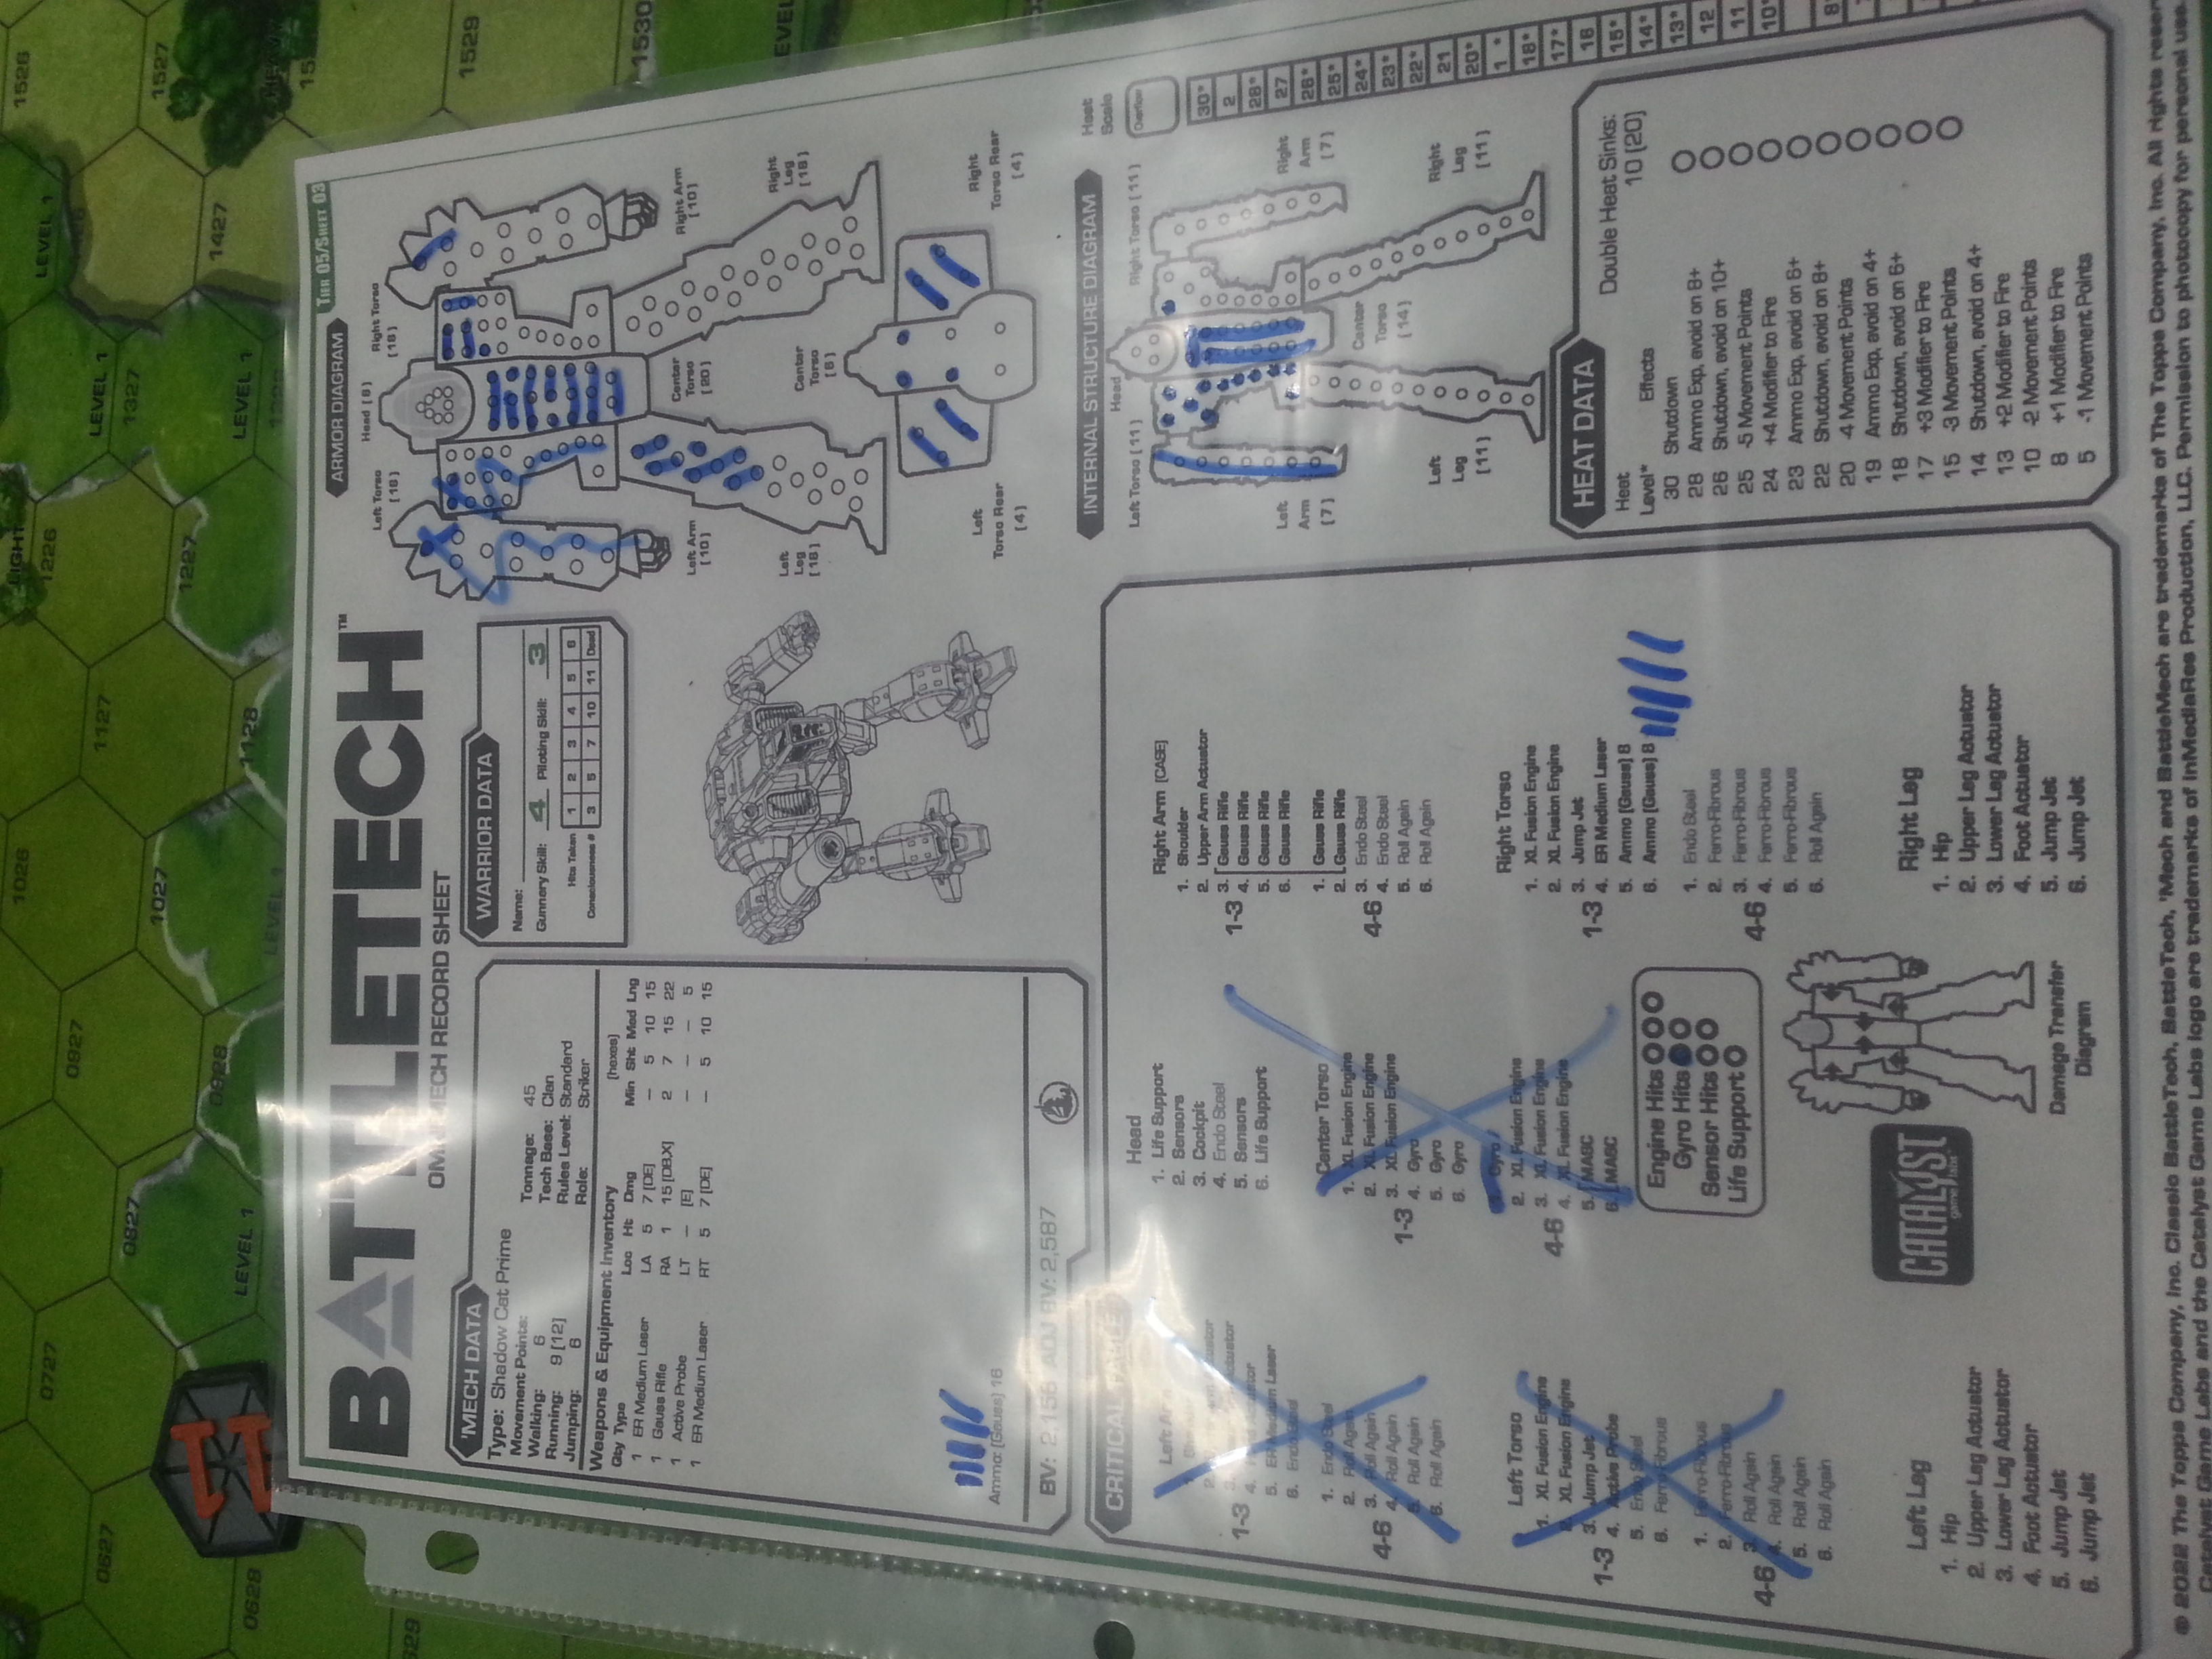 1026
LIGHT
1226
1526
0727
0927
LEVEL 1
0627
1127
LEVEL 1
0827
1327
1027
1527
1227
0928
1427
0628
LEVEL 1
1128
LEVEL 1
LEVEL 1
11
1529
1530
BATTLETECH™
OMNIMECH RECORD SHEET
TIER 05/SHEET 03
'MECH DATA
Type: Shadow Cat Prime
Movement Points:
Walking: 6
Running: 9 [12]
Jumping: 6
Tonnage: 45
Tech Base: Clan
Rules Level: Standard
Role: Striker
Weapons & Equipment Inventory [hexes]
Qty Type Loc Ht Dmg Min Sht Med Lng
1 ER Medium Laser LA 5 7 [DE] — 5 10 15
1 Gauss Rifle RA 1 15 [DB,X] 2 7 15 22
1 Active Probe LT — [E] — — — 5
1 ER Medium Laser RT 5 7 [DE] — 5 10 15
Ammo: [Gauss] 16
BV: 2,158 ADJ BV: 2,587
WARRIOR DATA
Name:
Gunnery Skill: 4 Piloting Skill: 3
Hits Taken 1 2 3 4 5 6
Consciousness # 3 5 7 10 11 Dead
ARMOR DIAGRAM
Left Torso [16]
Head [8]
Right Torso [16]
Left Arm [10]
Center Torso [20]
Right Arm [10]
Left Leg [18]
Center Torso [6]
Right Leg [18]
Left Torso Rear [4]
Right Torso Rear [4]
CRITICAL TABLE
Left Arm
1-3
4. Hand Actuator
5. ER Medium Laser
6. Endo Steel
4-6
1. Endo Steel
2. Roll Again
3. Roll Again
4. Roll Again
5. Roll Again
6. Roll Again
Left Torso
1-3
1. XL Fusion Engine
2. XL Fusion Engine
3. Jump Jet
4. Active Probe
5. Endo Steel
6. Ferro-Fibrous
4-6
1. Ferro-Fibrous
2. Ferro-Fibrous
3. Roll Again
4. Roll Again
5. Roll Again
6. Roll Again
Left Leg
1. Hip
2. Upper Leg Actuator
3. Lower Leg Actuator
4. Foot Actuator
5. Jump Jet
6. Jump Jet
Head
1. Life Support
2. Sensors
3. Cockpit
4. Endo Steel
5. Sensors
6. Life Support
Center Torso
1-3
1. XL Fusion Engine
2. XL Fusion Engine
3. XL Fusion Engine
4. Gyro
5. Gyro
6. Gyro
4-6
1. Gyro
2. XL Fusion Engine
3. XL Fusion Engine
4. XL Fusion Engine
5. MASC
6. MASC
Engine Hits
Gyro Hits
Sensor Hits
Life Support
CATALYST
game labs™
Damage Transfer
Diagram
Right Arm [CASE]
1-3
1. Shoulder
2. Upper Arm Actuator
3. Gauss Rifle
4. Gauss Rifle
5. Gauss Rifle
6. Gauss Rifle
4-6
1. Gauss Rifle
2. Gauss Rifle
3. Endo Steel
4. Endo Steel
5. Roll Again
6. Roll Again
Right Torso
1-3
1. XL Fusion Engine
2. XL Fusion Engine
3. Jump Jet
4. ER Medium Laser
5. Ammo [Gauss] 8
6. Ammo [Gauss] 8
4-6
1. Endo Steel
2. Ferro-Fibrous
3. Ferro-Fibrous
4. Ferro-Fibrous
5. Ferro-Fibrous
6. Roll Again
Right Leg
1. Hip
2. Upper Leg Actuator
3. Lower Leg Actuator
4. Foot Actuator
5. Jump Jet
6. Jump Jet
INTERNAL STRUCTURE DIAGRAM
Head
Left Torso [11]
Right Torso [11]
Left Arm [7]
Right Arm [7]
Center Torso [14]
Left Leg [11]
Right Leg [11]
Heat Scale
Overflow
30*
2
28*
27
26*
25*
24*
23*
22*
21
20*
1 *
18*
17*
16
15*
14*
13*
12
11
10*
8
HEAT DATA
Heat Level* Effects
Double Heat Sinks:
10 [20]
30 Shutdown
28 Ammo Exp, avoid on 8+
26 Shutdown, avoid on 10+
25 -5 Movement Points
24 +4 Modifier to Fire
23 Ammo Exp, avoid on 6+
22 Shutdown, avoid on 8+
20 -4 Movement Points
19 Ammo Exp, avoid on 4+
18 Shutdown, avoid on 6+
17 +3 Modifier to Fire
15 -3 Movement Points
14 Shutdown, avoid on 4+
13 +2 Modifier to Fire
10 -2 Movement Points
8 +1 Modifier to Fire
5 -1 Movement Points
© 2022 The Topps Company, Inc. Classic BattleTech, BattleTech, 'Mech and BattleMech are trademarks of The Topps Company, Inc. All rights
Catalyst Game Labs and the Catalyst Game Labs logo are trademarks of InMediaRes Production, LLC. Permission to photocopy for personal